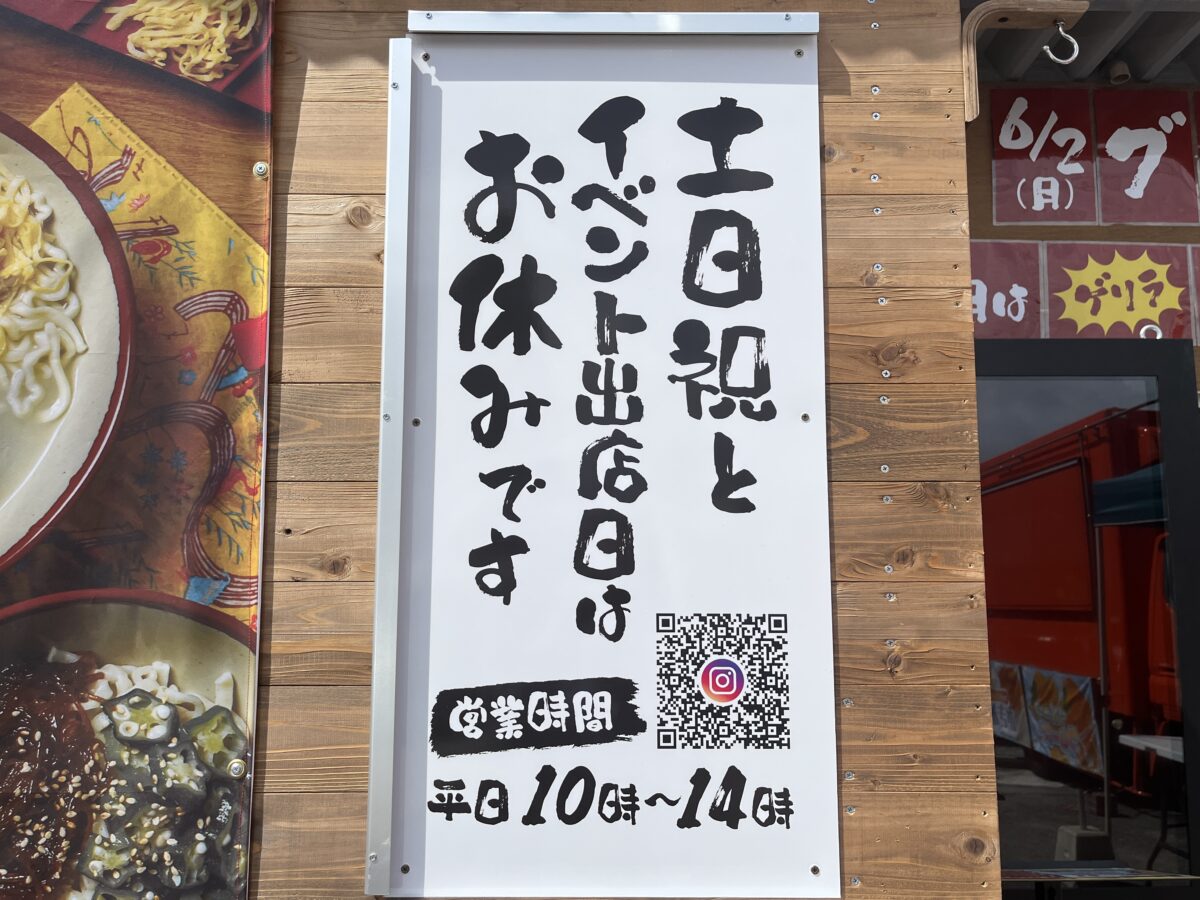 土日祝と
イベント出店日は
お休みです
営業時間
平日10時~14時
6/2
(月)
グ
月は
ゲリラ